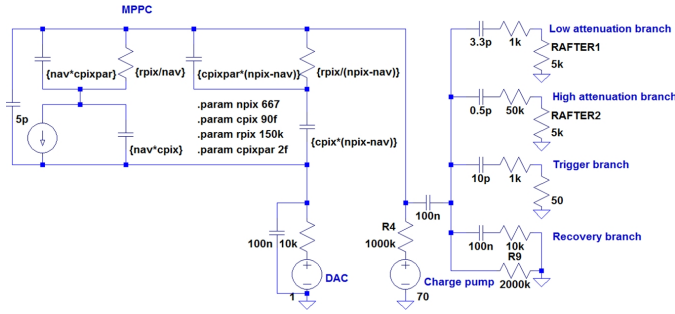 MPPC
5p
{nav*cpixpar}
{rpix/nav}
{cpixpar*(npix-nav)}
{rpix/(npix-nav)}
{nav*cpix}
.param npix 667
.param cpix 90f
.param rpix 150k
.param cpixpar 2f
{cpix*(npix-nav)}
100n
10k
1
DAC
R4
1000k
70
Charge pump
100n
3.3p
1k
Low attenuation branch
RAFTER1
5k
0.5p
50k
High attenuation branch
RAFTER2
5k
10p
1k
Trigger branch
50
100n
10k
Recovery branch
R9
2000k